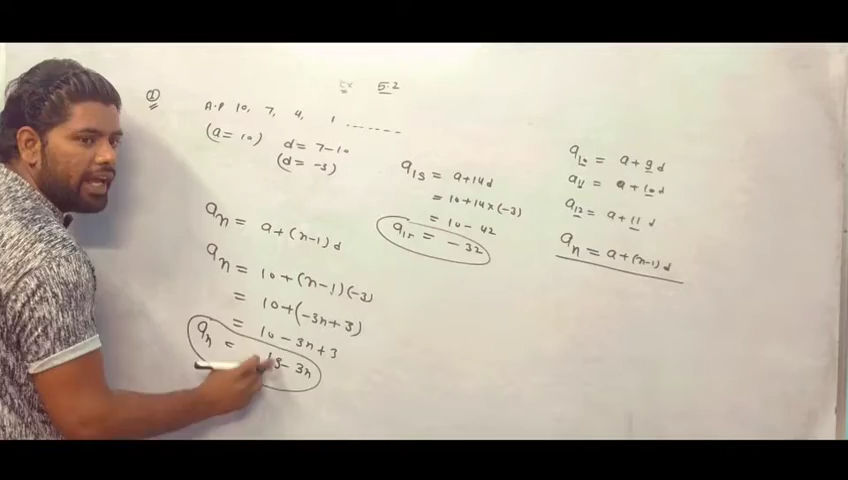 Ex 5.2
①
A.P 10, 7, 4, 1 .......
(a = 10) d = 7-10
(d = -3)
aₙ = a+(n-1)d
aₙ = 10+(n-1)(-3)
= 10+(-3n+3)
= 10-3n+3
aₙ = 13-3n
a₁₅ = a+14d
= 10+14×(-3)
= 10-42
a₁₅ = -32
a₁₀ = a+9d
a₁₁ = a+10d
a₁₂ = a+11d
aₙ = a+(n-1)d